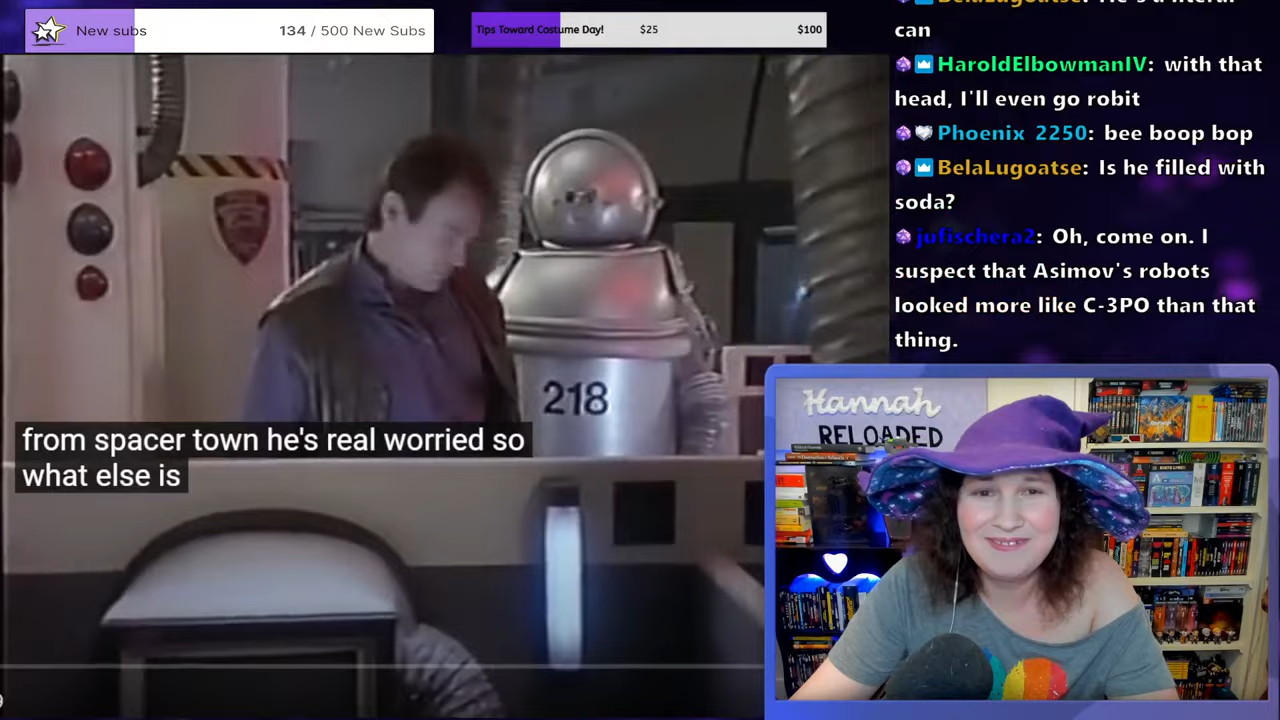 New subs
134 / 500 New Subs
Tips Toward Costume Day!
$25
$100
can
HaroldElbowmanIV: with that
head, I'll even go robit
Phoenix_2250: bee boop bop
BelaLugoatse: Is he filled with
soda?
jufischera2: Oh, come on. I
suspect that Asimov's robots
looked more like C-3PO than that
thing.
218
from spacer town he's real worried so
what else is
Hannah
RELOADED